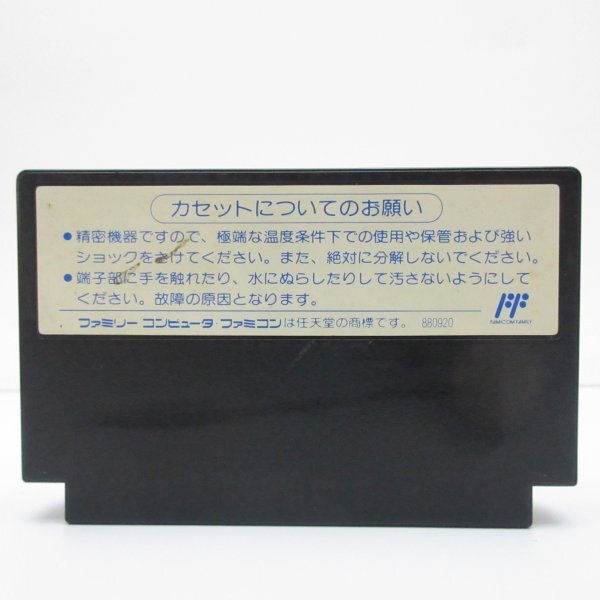 カセットについてのお願い
●精密機器ですので、極端な温度条件下での使用や保管および強い
ショックをさけてください。また、絶対に分解しないでください。
●端子部に手を触れたり、水にぬらしたりして汚さないようにして
ください。故障の原因となります。
ファミリー コンピュータ・ファミコンは任天堂の商標です。 880920
FAMICOM FAMILY